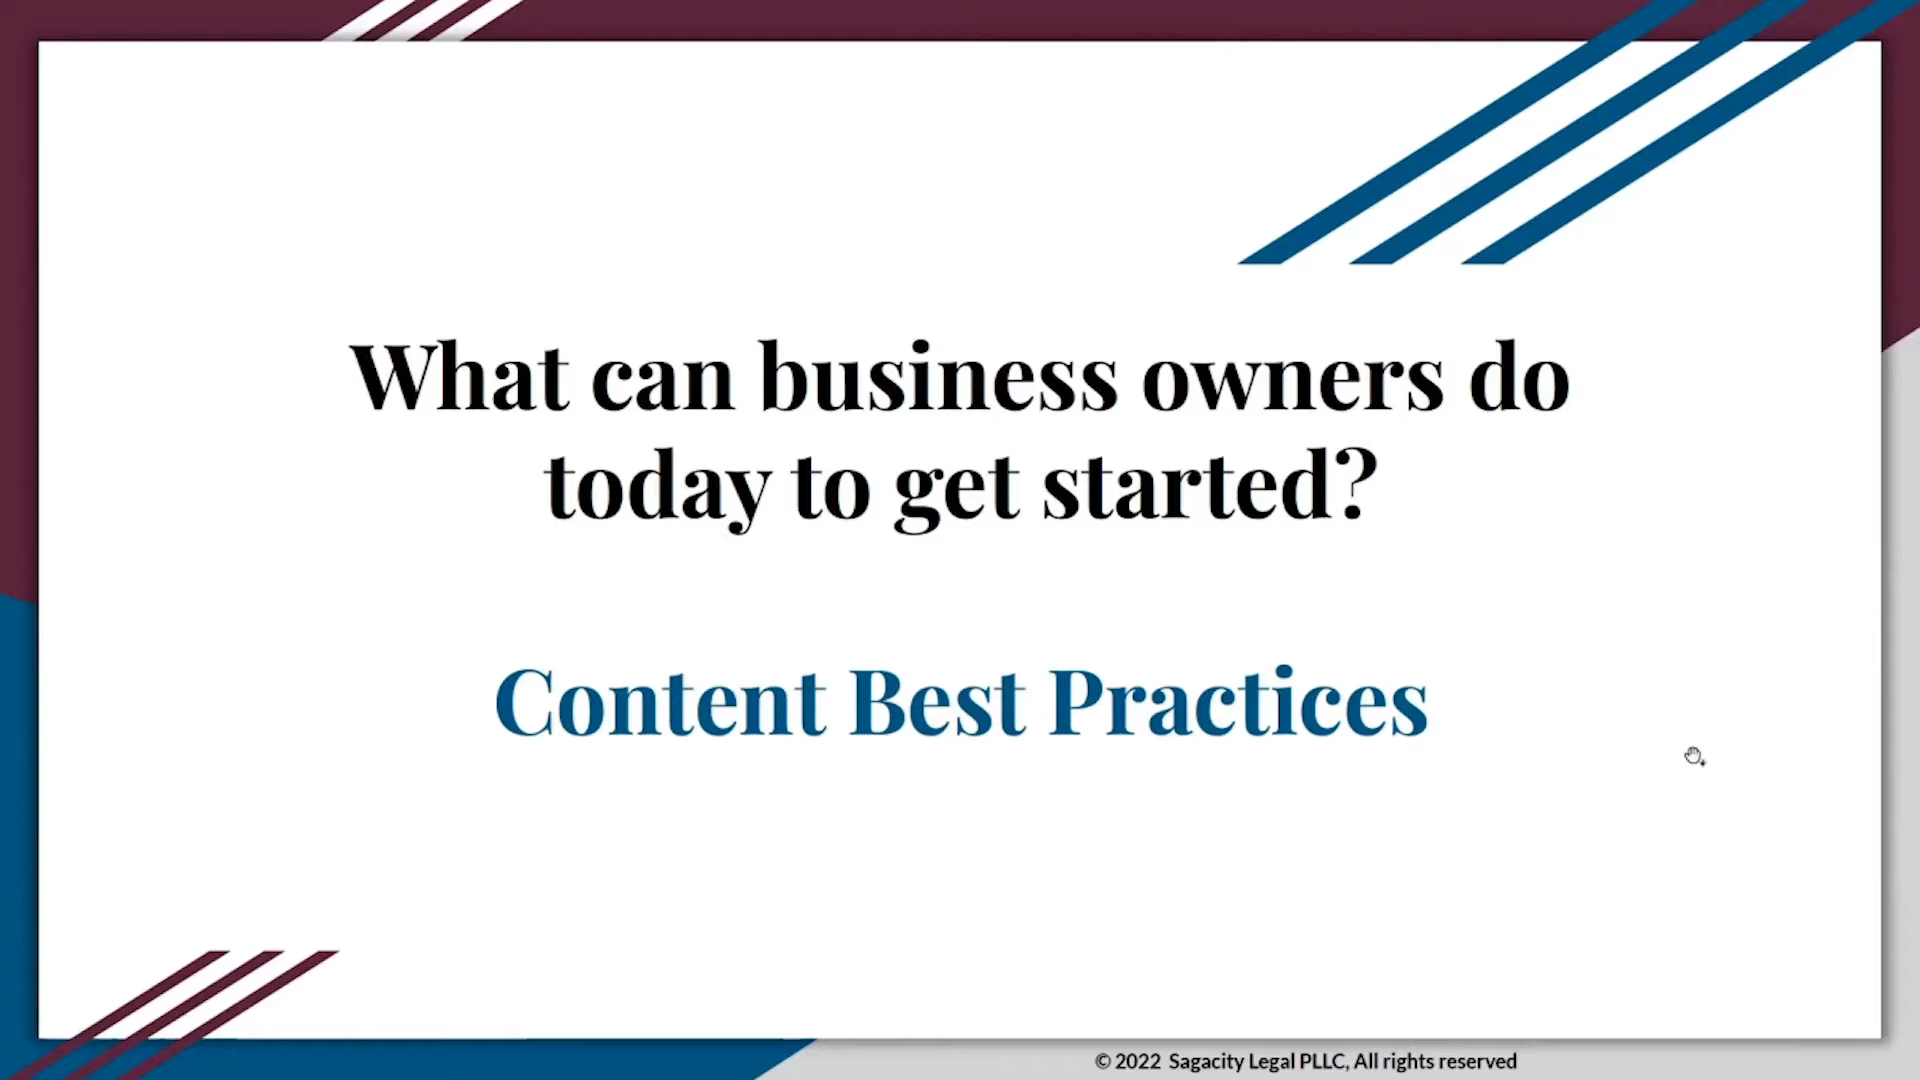 What can business owners do
today to get started?
Content Best Practices
© 2022 Sagacity Legal PLLC, All rights reserved